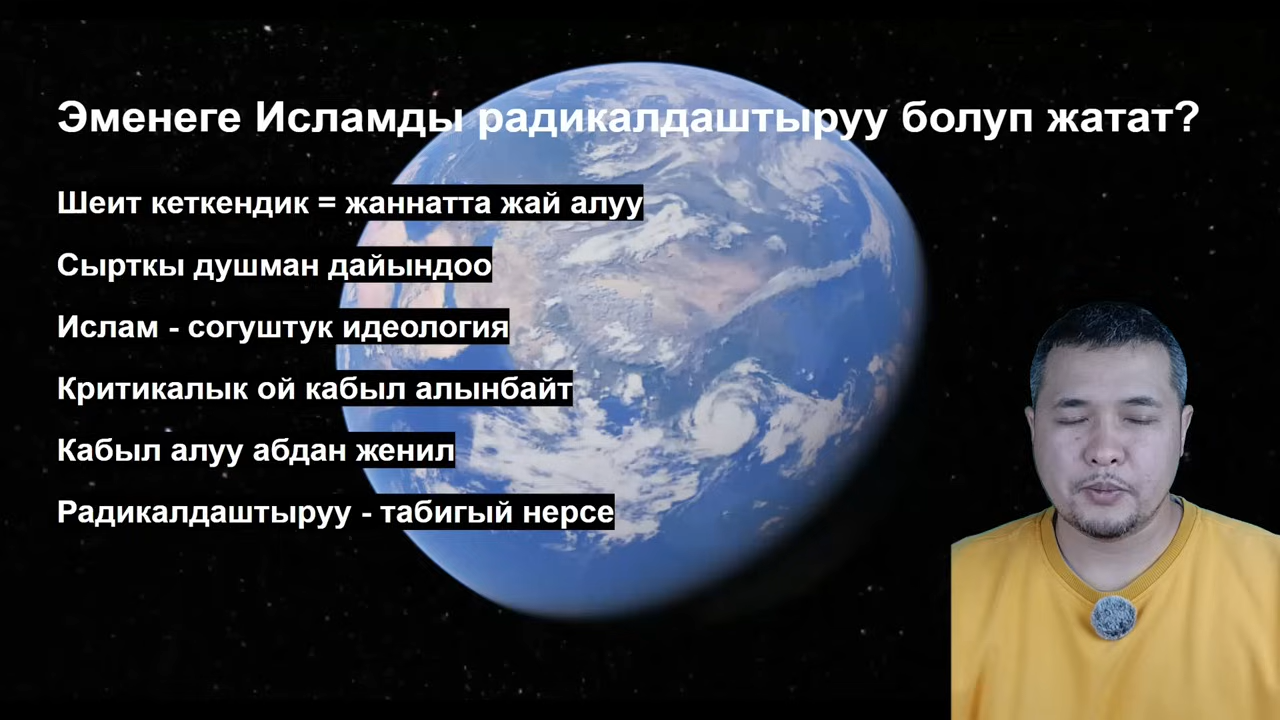 Эменеге Исламды радикалдаштыруу болуп жатат?
Шеит кеткендик = жаннатта жай алуу
Сырткы душман дайындоо
Ислам - согуштук идеология
Критикалык ой кабыл алынбайт
Кабыл алуу абдан женил
Радикалдаштыруу - табигый нерсе